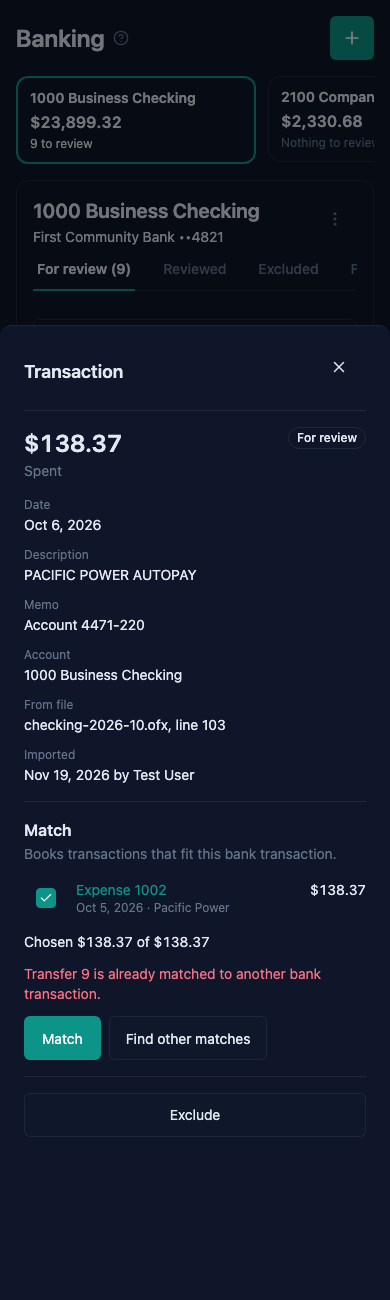 Banking
1000 Business Checking
$23,899.32
9 to review
2100 Compan
$2,330.68
Nothing to review
1000 Business Checking
First Community Bank ••4821
For review (9)
Reviewed
Excluded
F
Transaction
$138.37
For review
Spent
Date
Oct 6, 2026
Description
PACIFIC POWER AUTOPAY
Memo
Account 4471-220
Account
1000 Business Checking
From file
checking-2026-10.ofx, line 103
Imported
Nov 19, 2026 by Test User
Match
Books transactions that fit this bank transaction.
Expense 1002
$138.37
Oct 5, 2026 · Pacific Power
Chosen $138.37 of $138.37
Transfer 9 is already matched to another bank
transaction.
Match
Find other matches
Exclude